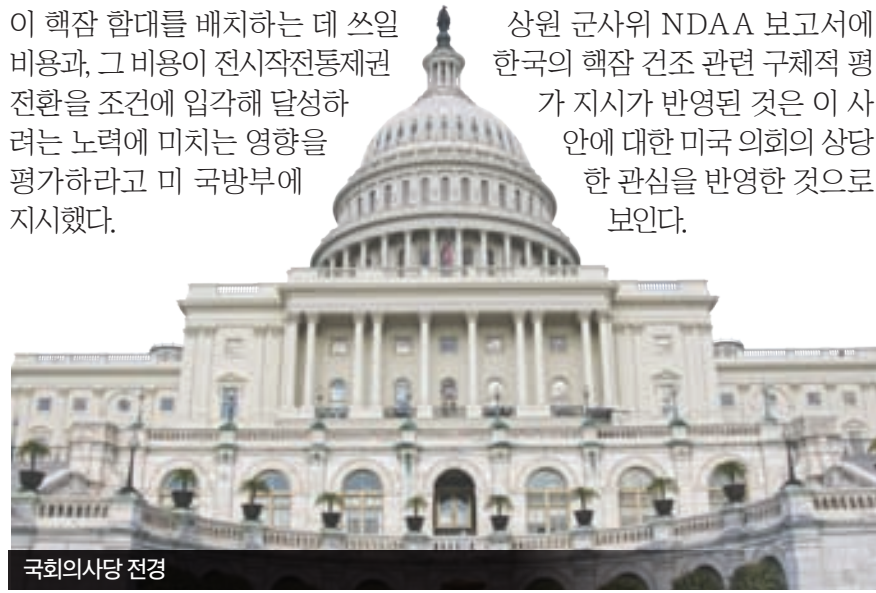 이 핵잠 함대를 배치하는 데 쓰일
비용과, 그 비용이 전시작전통제권
전환을 조건에 입각해 달성하
려는 노력에 미치는 영향을
평가하라고 미 국방부에
지시했다.
상원 군사위 NDAA 보고서에
한국의 핵잠 건조 관련 구체적 평
가 지시가 반영된 것은 이 사
안에 대한 미국 의회의 상당
한 관심을 반영한 것으로
보인다.
국회의사당 전경